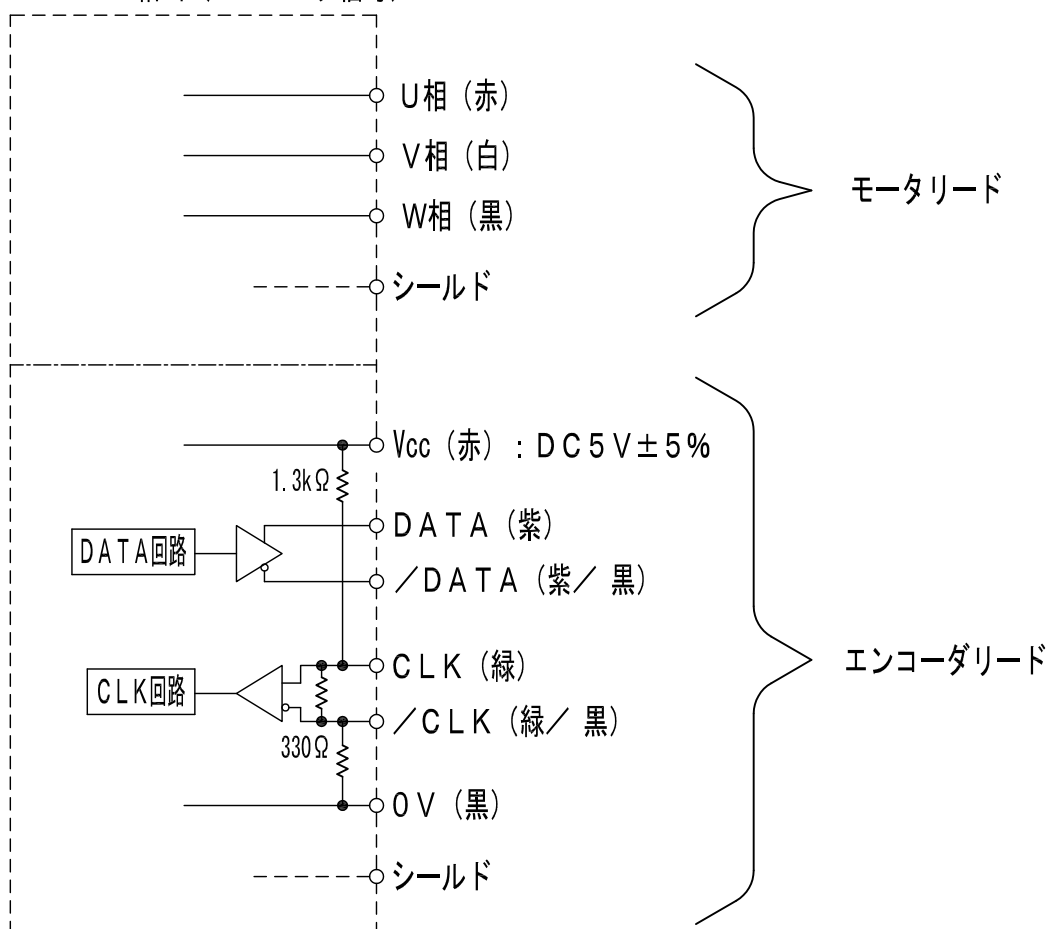 U相（赤）
V相（白）
W相（黒）
シールド
モータリード
Vcc（赤）：DC5V±5%
1.3kΩ
DATA（紫）
DATA回路
／DATA（紫／黒）
CLK（緑）
エンコーダリード
CLK回路
／CLK（緑／黒）
330Ω
0V（黒）
シールド